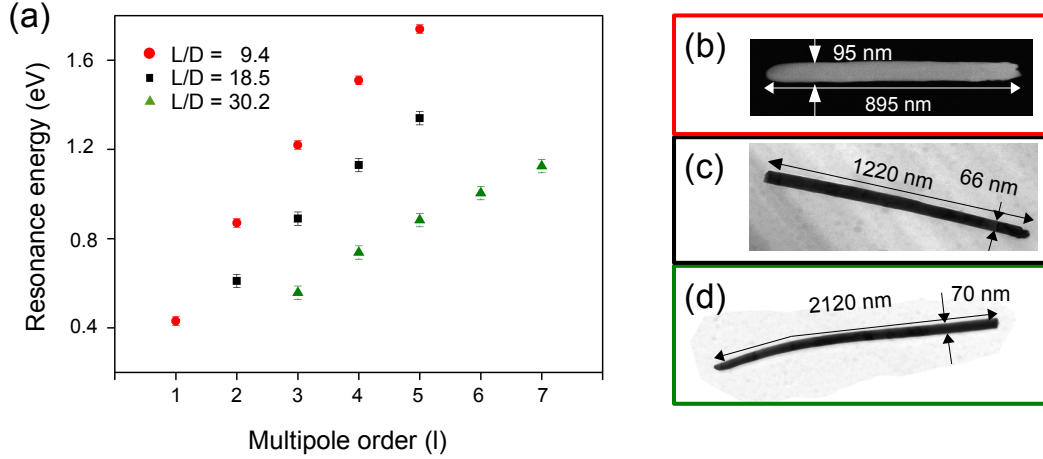 (a)
Resonance energy (eV)
1.6
1.2
0.8
0.4
L/D = 9.4
L/D = 18.5
L/D = 30.2
1 2 3 4 5 6 7
Multipole order (l)
(b)
95 nm
895 nm
(c)
1220 nm
66 nm
(d)
2120 nm
70 nm